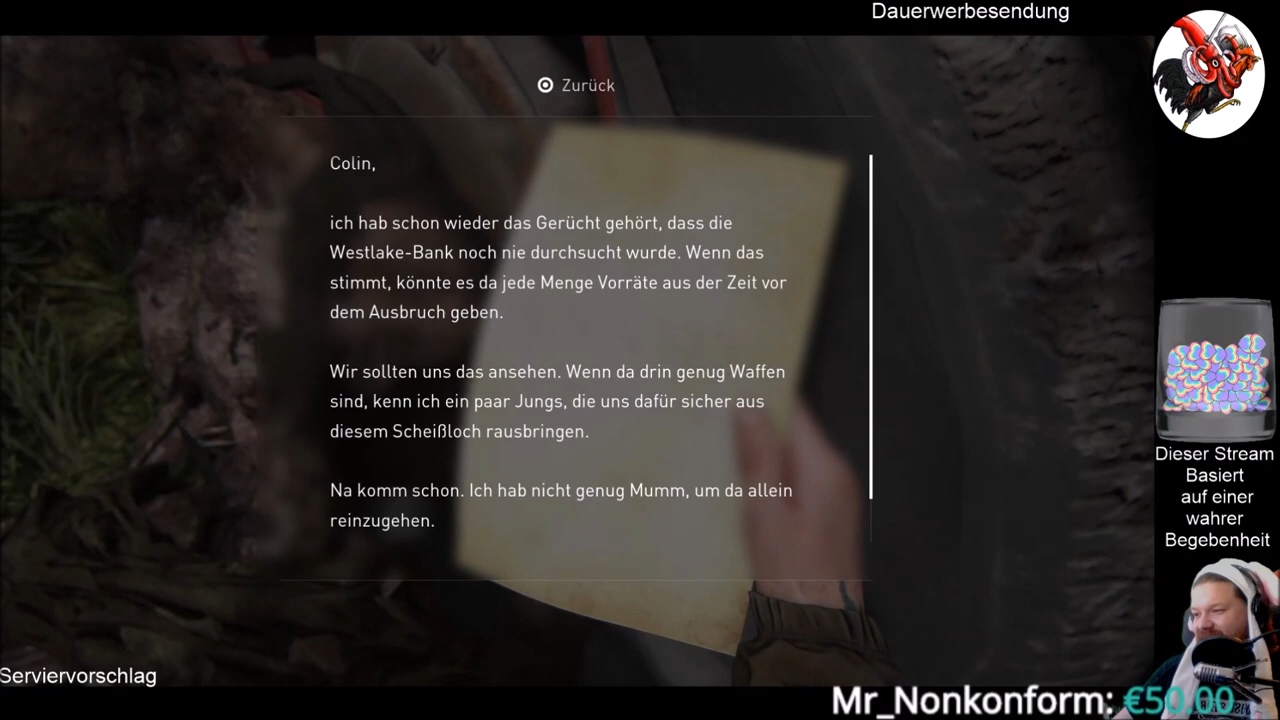 Dauerwerbesendung
Zurück
Colin,
ich hab schon wieder das Gerücht gehört, dass die
Westlake-Bank noch nie durchsucht wurde. Wenn das
stimmt, könnte es da jede Menge Vorräte aus der Zeit vor
dem Ausbruch geben.
Wir sollten uns das ansehen. Wenn da drin genug Waffen
sind, kenn ich ein paar Jungs, die uns dafür sicher aus
diesem Scheißloch rausbringen.
Na komm schon. Ich hab nicht genug Mumm, um da allein
reinzugehen.
Dieser Stream
Basiert
auf einer
wahrer
Begebenheit
Serviervorschlag
Mr_Nonkonform: €50.00